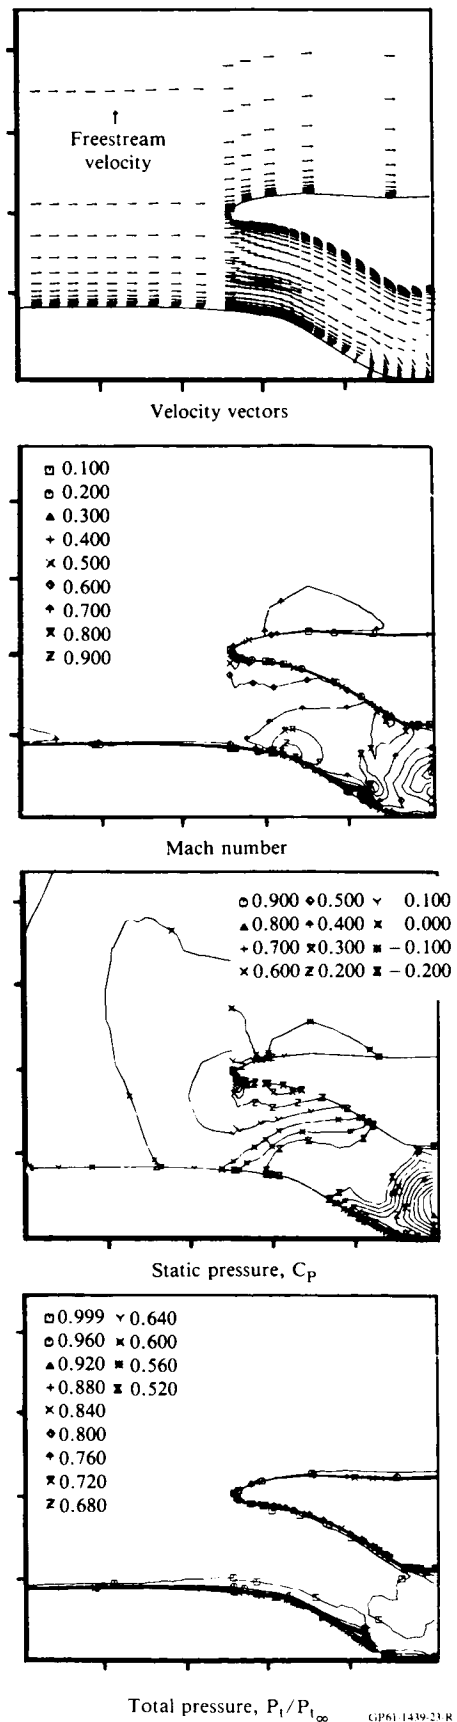 Freestream
velocity
Velocity vectors
0.100
0.200
0.300
0.400
0.500
0.600
0.700
0.800
0.900
Mach number
0.900 0.500 0.100
0.800 0.400 0.000
0.700 0.300 −0.100
0.600 0.200 −0.200
Static pressure, C_P
0.999 0.640
0.960 0.600
0.920 0.560
0.880 0.520
0.840
0.800
0.760
0.720
0.680
Total pressure, P_t/P_t∞
GP61-1439-23-R